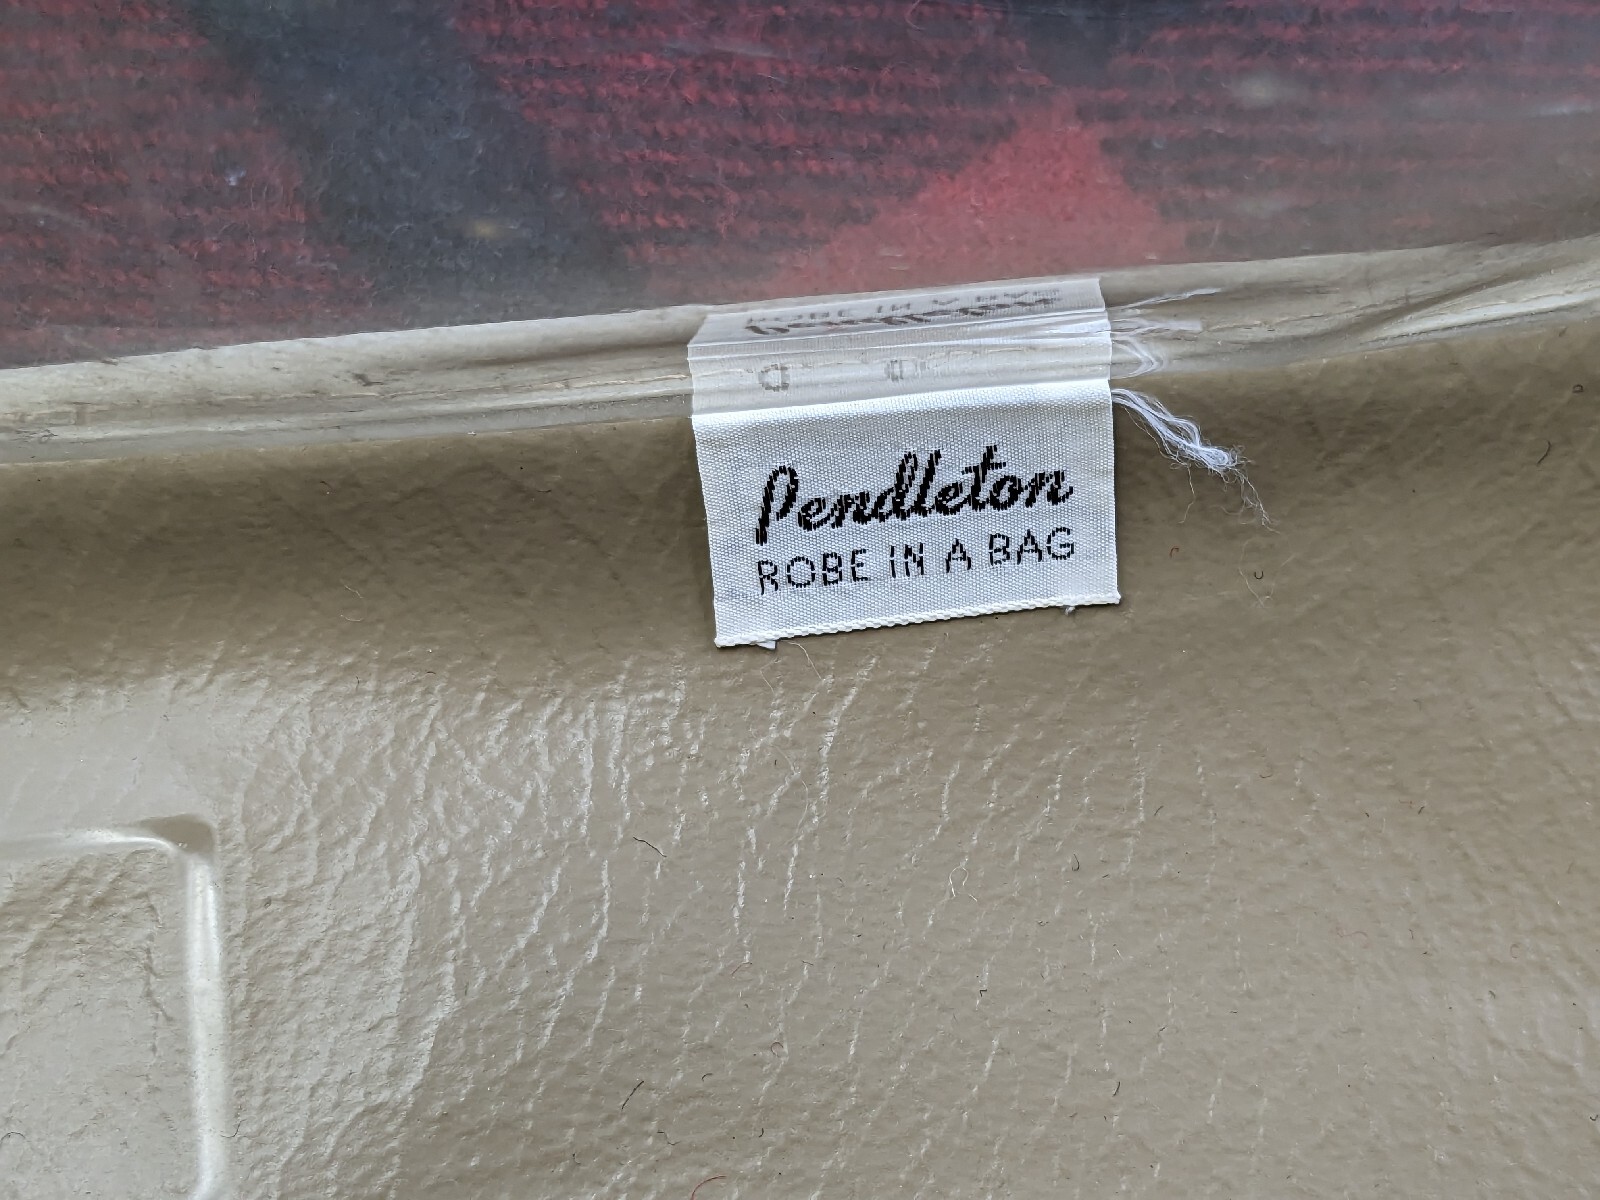 Pendleton
ROBE IN A BAG